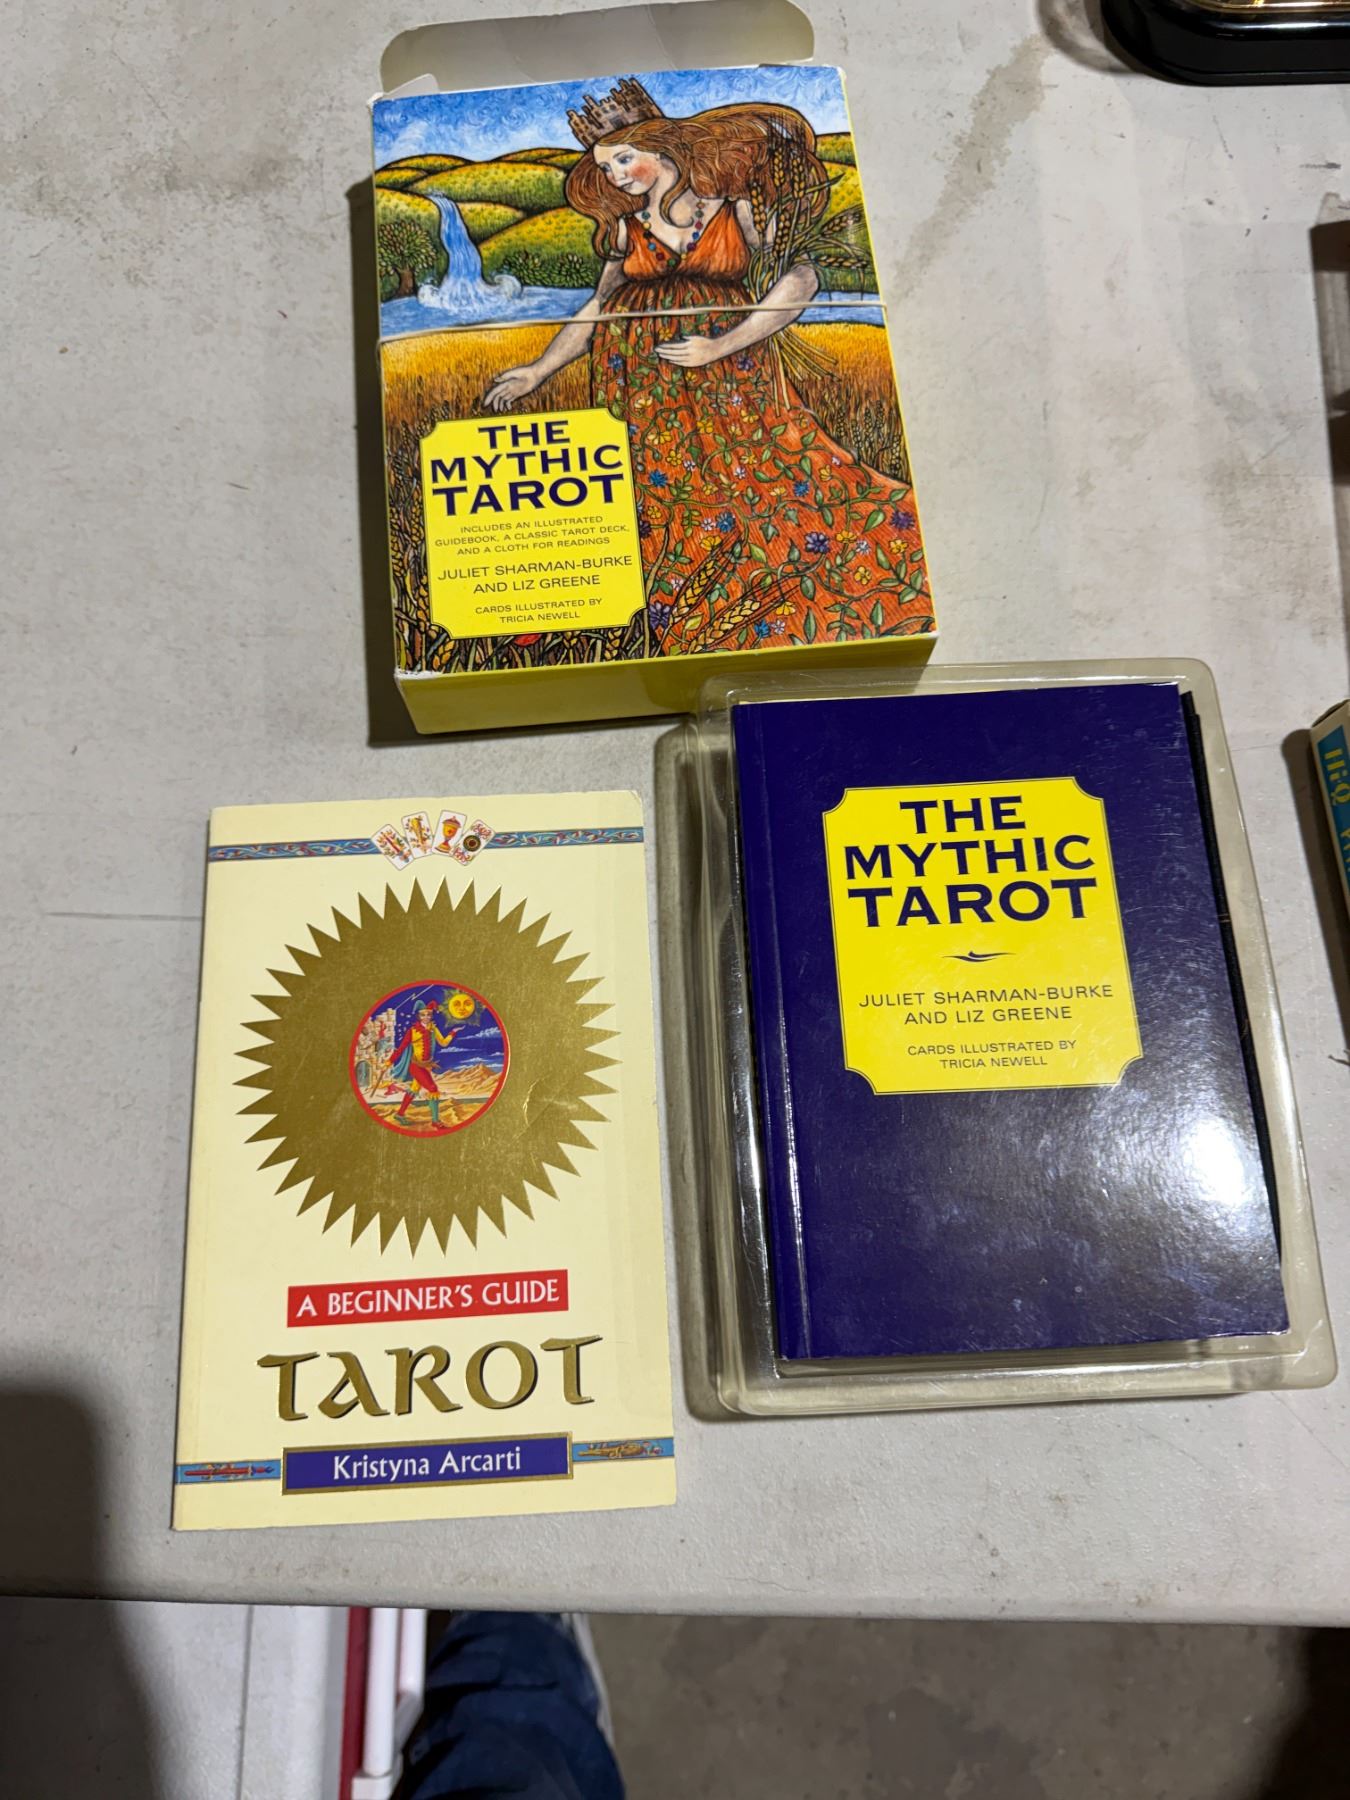 THE
MYTHIC
TAROT
INCLUDES AN ILLUSTRATED
GUIDEBOOK, A CLASSIC TAROT DECK,
AND A CLOTH FOR READINGS
JULIET SHARMAN-BURKE
AND LIZ GREENE
CARDS ILLUSTRATED BY
TRICIA NEWELL
THE
MYTHIC
TAROT
JULIET SHARMAN-BURKE
AND LIZ GREENE
CARDS ILLUSTRATED BY
TRICIA NEWELL
A BEGINNER'S GUIDE
TAROT
Kristyna Arcarti
Hi-Q